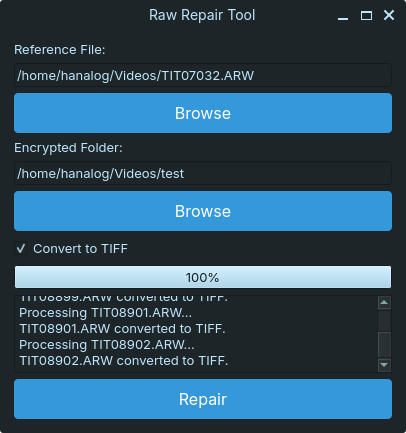 Raw Repair Tool
Reference File:
/home/hanalog/Videos/TIT07032.ARW
Browse
Encrypted Folder:
/home/hanalog/Videos/test
Browse
Convert to TIFF
100%
TIT08899.ARW converted to TIFF.
Processing TIT08901.ARW...
TIT08901.ARW converted to TIFF.
Processing TIT08902.ARW...
TIT08902.ARW converted to TIFF.
Repair